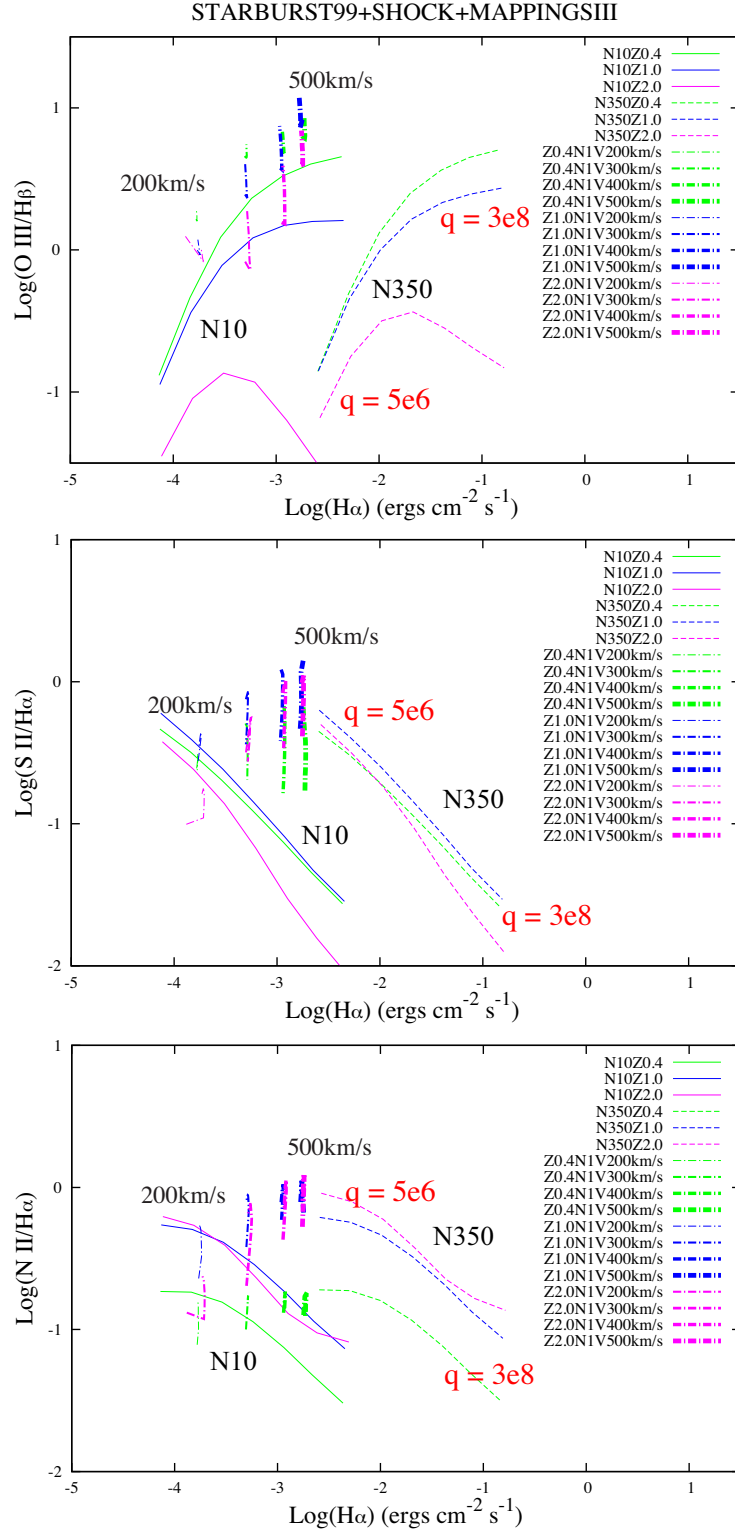 STARBURST99+SHOCK+MAPPINGSIII
N10Z0.4
N10Z1.0
N10Z2.0
N350Z0.4
N350Z1.0
N350Z2.0
Z0.4N1V200km/s
Z0.4N1V300km/s
Z0.4N1V400km/s
Z0.4N1V500km/s
Z1.0N1V200km/s
Z1.0N1V300km/s
Z1.0N1V400km/s
Z1.0N1V500km/s
Z2.0N1V200km/s
Z2.0N1V300km/s
Z2.0N1V400km/s
Z2.0N1V500km/s
500km/s
200km/s
q = 3e8
N350
N10
q = 5e6
1
0
-1
Log(O III/Hβ)
-5 -4 -3 -2 -1 0 1
Log(Hα) (ergs cm⁻² s⁻¹)
N10Z0.4
N10Z1.0
N10Z2.0
N350Z0.4
N350Z1.0
N350Z2.0
Z0.4N1V200km/s
Z0.4N1V300km/s
Z0.4N1V400km/s
Z0.4N1V500km/s
Z1.0N1V200km/s
Z1.0N1V300km/s
Z1.0N1V400km/s
Z1.0N1V500km/s
Z2.0N1V200km/s
Z2.0N1V300km/s
Z2.0N1V400km/s
Z2.0N1V500km/s
500km/s
200km/s
q = 5e6
N350
N10
q = 3e8
1
0
-1
-2
Log(S II/Hα)
-5 -4 -3 -2 -1 0 1
Log(Hα) (ergs cm⁻² s⁻¹)
N10Z0.4
N10Z1.0
N10Z2.0
N350Z0.4
N350Z1.0
N350Z2.0
Z0.4N1V200km/s
Z0.4N1V300km/s
Z0.4N1V400km/s
Z0.4N1V500km/s
Z1.0N1V200km/s
Z1.0N1V300km/s
Z1.0N1V400km/s
Z1.0N1V500km/s
Z2.0N1V200km/s
Z2.0N1V300km/s
Z2.0N1V400km/s
Z2.0N1V500km/s
500km/s
200km/s
q = 5e6
N350
N10
q = 3e8
1
0
-1
-2
Log(N II/Hα)
-5 -4 -3 -2 -1 0 1
Log(Hα) (ergs cm⁻² s⁻¹)